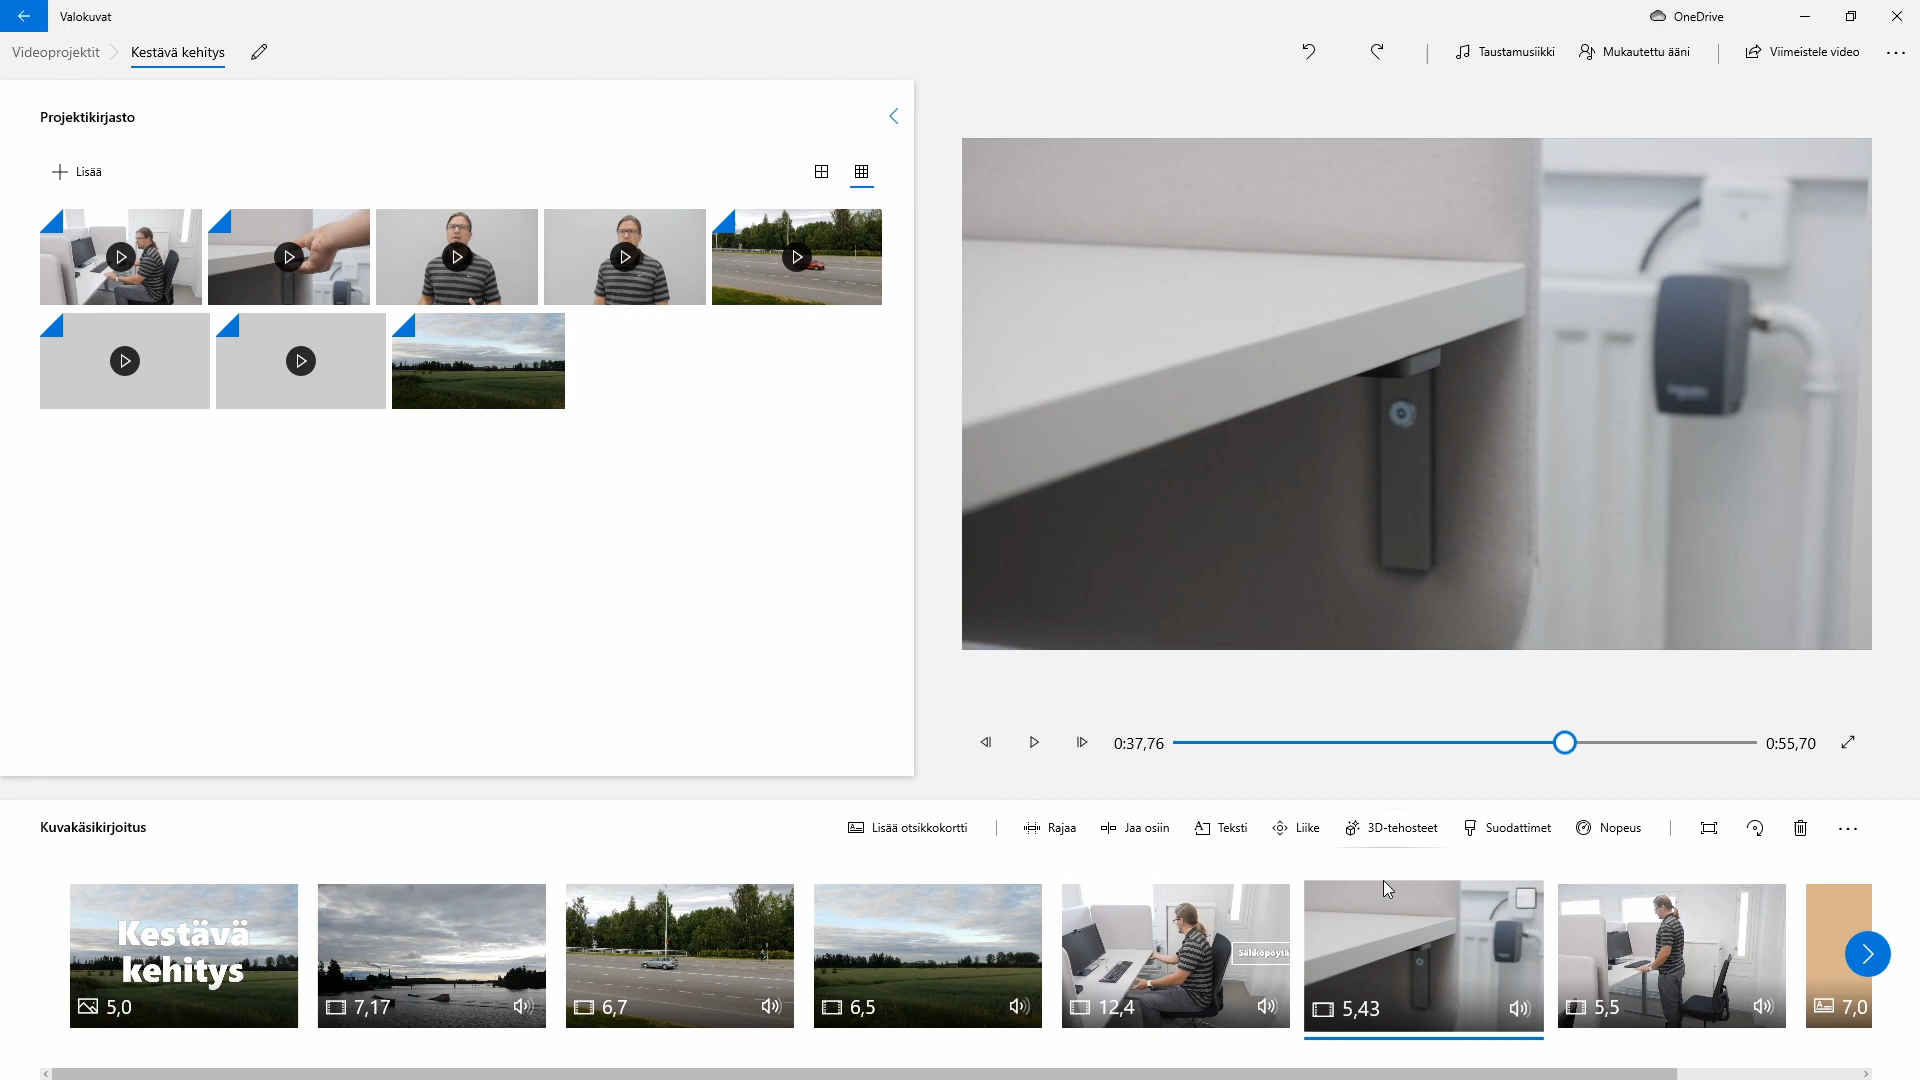 Valokuvat
OneDrive
Videoprojektit
Kestävä kehitys
Taustamusiikki
Mukautettu ääni
Viimeistele video
Projektikirjasto
Lisää
0:37,76
0:55,70
Kuvakäsikirjoitus
Lisää otsikkokortti
Rajaa
Jaa osiin
Teksti
Liike
3D-tehosteet
Suodattimet
Nopeus
Kestävä
kehitys
5,0
7,17
6,7
6,5
Sähköpöytä
12,4
5,43
5,5
7,0